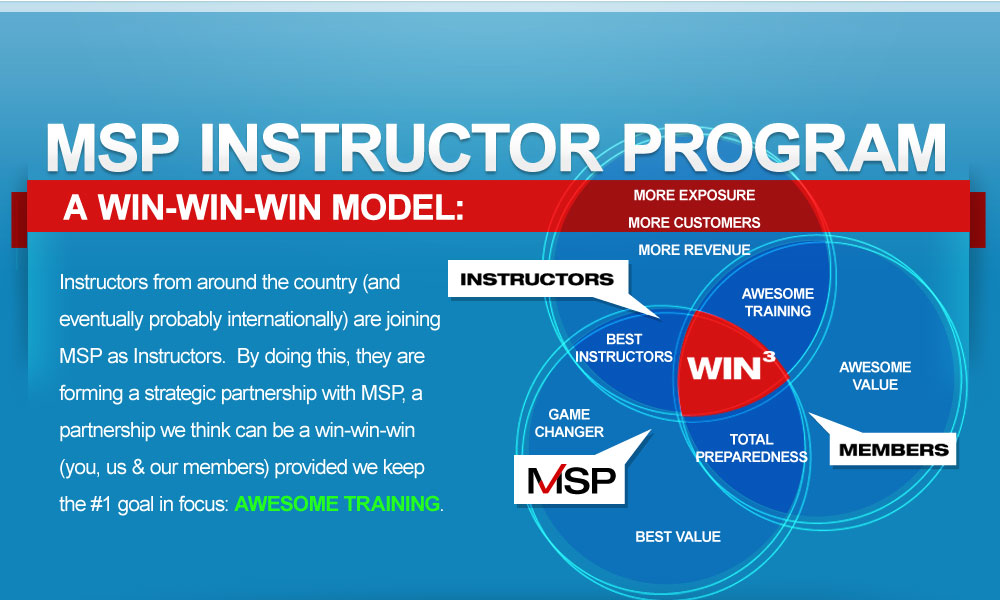 MSP INSTRUCTOR PROGRAM
A WIN-WIN-WIN MODEL:
Instructors from around the country (and
eventually probably internationally) are joining
MSP as Instructors.  By doing this, they are
forming a strategic partnership with MSP, a
partnership we think can be a win-win-win
(you, us & our members) provided we keep
the #1 goal in focus: AWESOME TRAINING.
MORE EXPOSURE
MORE CUSTOMERS
MORE REVENUE
INSTRUCTORS
AWESOME
TRAINING
BEST
INSTRUCTORS
WIN³
AWESOME
VALUE
GAME
CHANGER
TOTAL
PREPAREDNESS
MEMBERS
MSP
BEST VALUE